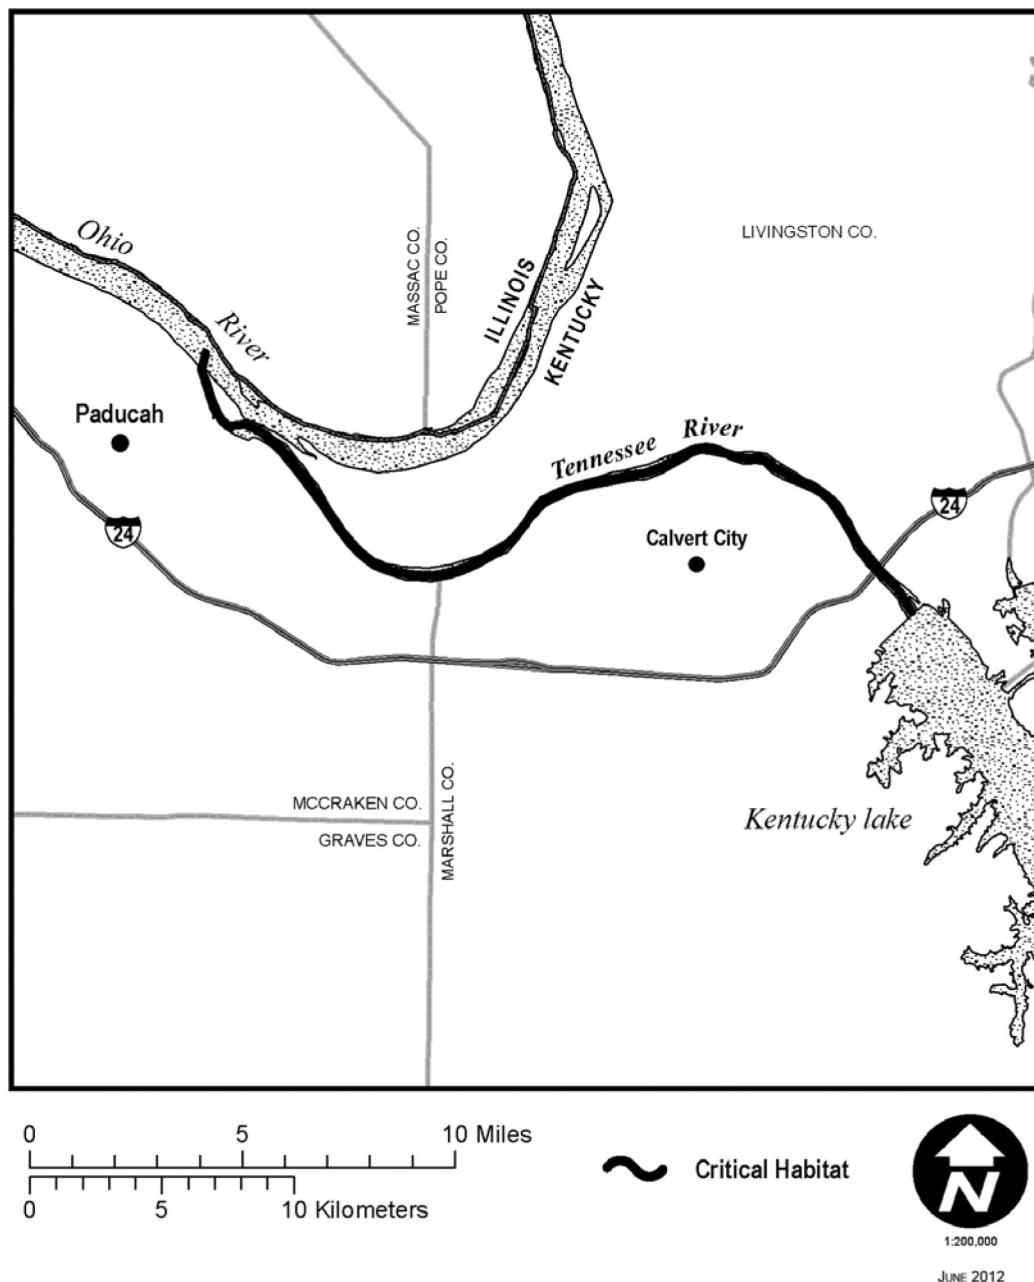 LIVINGSTON CO.
Ohio
River
MASSAC CO.
POPE CO.
ILLINOIS
KENTUCKY
Paducah
Tennessee River
24
24
Calvert City
MCCRAKEN CO.
GRAVES CO.
MARSHALL CO.
Kentucky lake
0 5 10 Miles
0 5 10 Kilometers
Critical Habitat
N
1:200,000
JUNE 2012